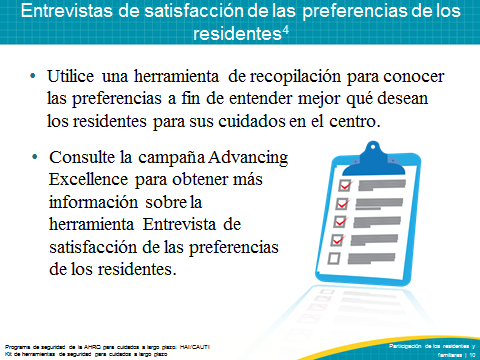 Entrevistas de satisfacción de las preferencias de los
residentes4
• Utilice una herramienta de recopilación para conocer
las preferencias a fin de entender mejor qué desean
los residentes para sus cuidados en el centro.
• Consulte la campaña Advancing
Excellence para obtener más
información sobre la
herramienta Entrevista de
satisfacción de las preferencias
de los residentes.
Programa de seguridad de la AHRQ para cuidados a largo plazo: HAI/CAUTI
Kit de herramientas de seguridad para cuidados a largo plazo
Participación de los residentes y
familiares | 10